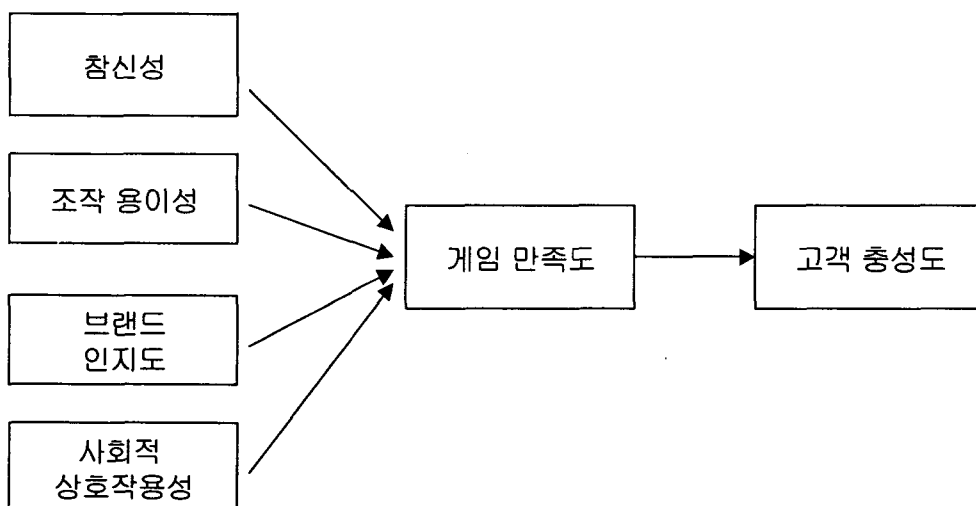 참신성
조작 용이성
브랜드
인지도
사회적
상호작용성
게임 만족도
고객 충성도